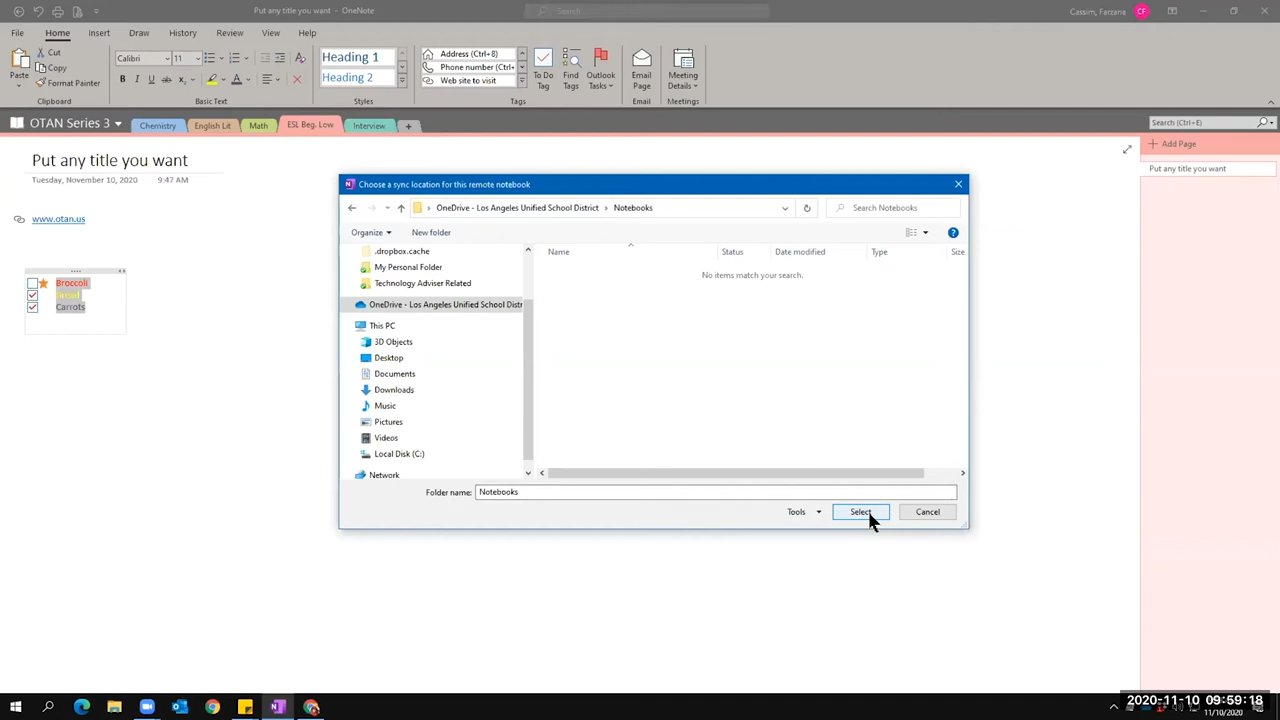 Put any title you want - OneNote
Search
Cassim, Farzana
CF
File Home Insert Draw History Review View Help
Paste
Cut
Copy
Format Painter
Clipboard
Calibri 11
B I U
Basic Text
Heading 1
Heading 2
Styles
Address (Ctrl+8)
Phone number (Ctrl+
Web site to visit
Tags
To Do Tag
Find Tags
Outlook Tasks
Email Page
Email
Meeting Details
Meetings
OTAN Series 3
Chemistry English Lit Math ESL Beg. Low Interview +
Search (Ctrl+E)
Put any title you want
Tuesday, November 10, 2020 9:47 AM
www.otan.us
Broccoli
Bread
Carrots
Add Page
Put any title you want
Choose a sync location for this remote notebook
OneDrive - Los Angeles Unified School District › Notebooks
Search Notebooks
Organize New folder
Name Status Date modified Type Size
No items match your search.
.dropbox.cache
My Personal Folder
Technology Adviser Related
OneDrive - Los Angeles Unified School Distr
This PC
3D Objects
Desktop
Documents
Downloads
Music
Pictures
Videos
Local Disk (C:)
Network
Folder name: Notebooks
Tools Select Cancel
2020-11-10 09:59:18
11/10/2020